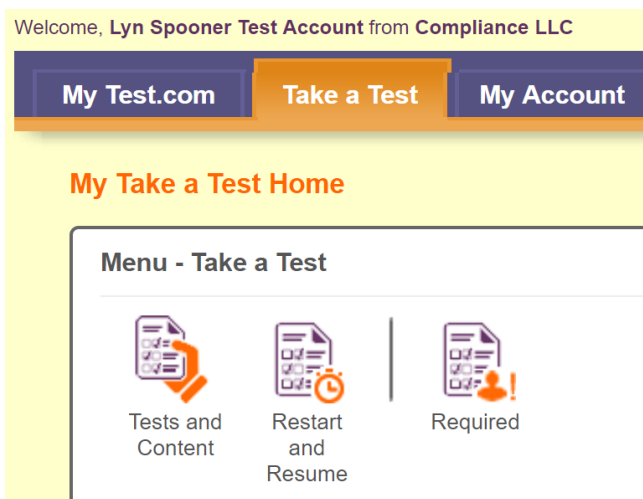 Welcome, Lyn Spooner Test Account from Compliance LLC
My Test.com Take a Test My Account
My Take a Test Home
Menu - Take a Test
Tests and Content
Restart and Resume
Required